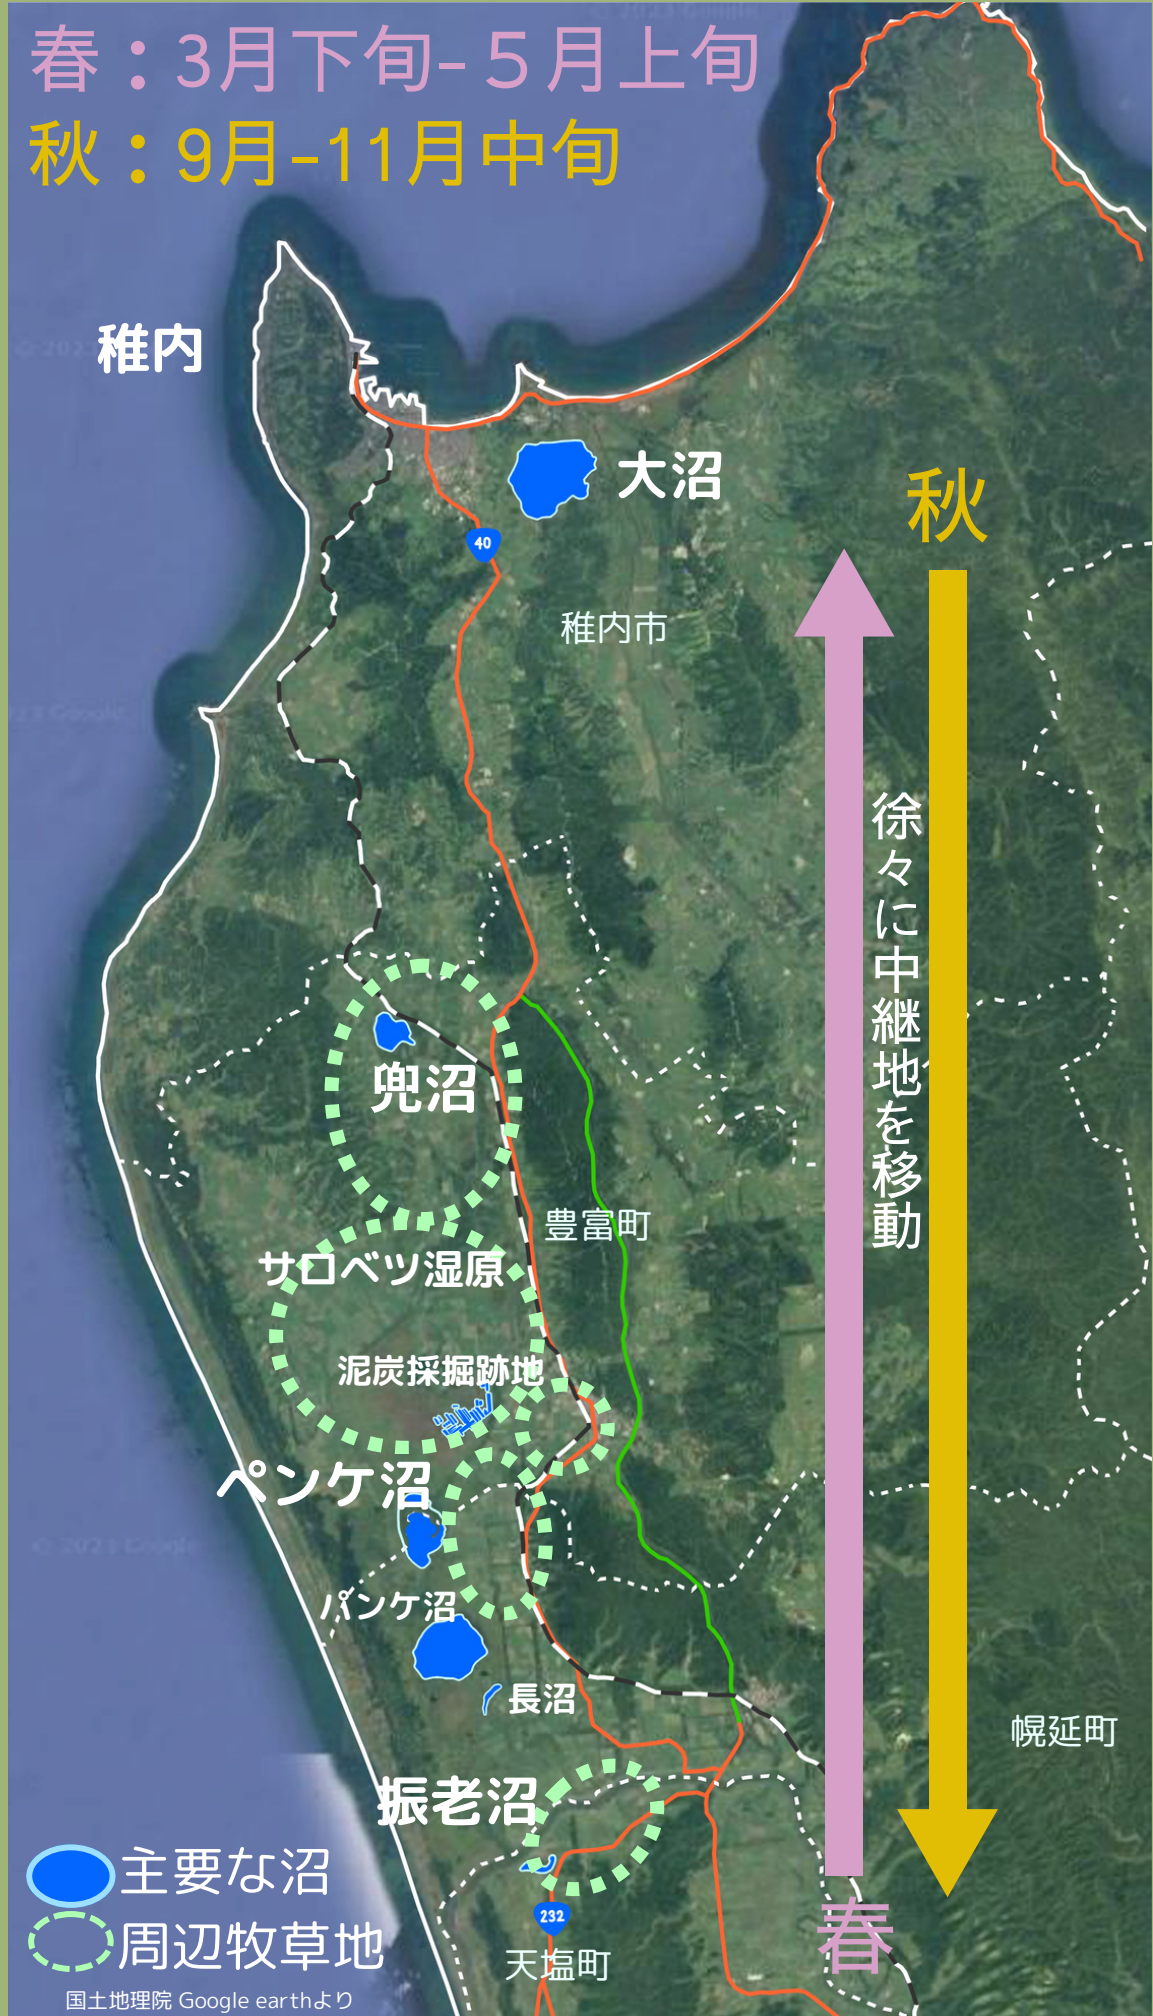 春：3月下旬-５月上旬
秋：9月-11月中旬
稚内
大沼
秋
40
稚内市
徐々に中継地を移動
兜沼
豊富町
サロベツ湿原
泥炭採掘跡地
ペンケ沼
パンケ沼
長沼
幌延町
振老沼
主要な沼
232
春
周辺牧草地
天塩町
国土地理院 Google earthより